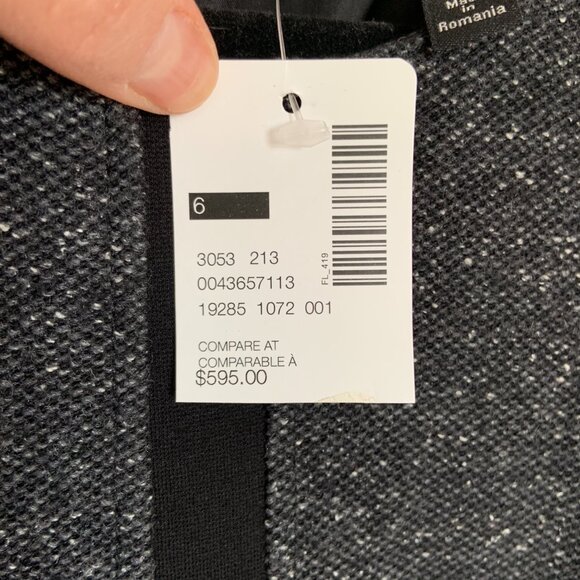 Made
in
Romania
6
3053 213
0043657113
19285 1072 001
FL_419
COMPARE AT
COMPARABLE À
$595.00